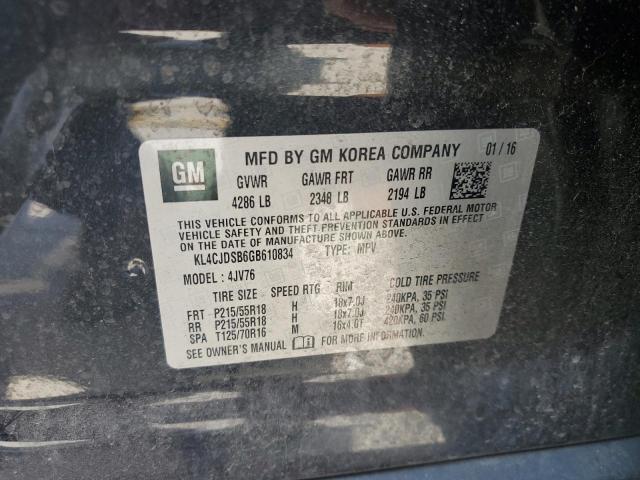 GM
MFD BY GM KOREA COMPANY 01/16
GVWR GAWR FRT GAWR RR
4286 LB 2348 LB 2194 LB
THIS VEHICLE CONFORMS TO ALL APPLICABLE U.S. FEDERAL MOTOR
VEHICLE SAFETY AND THEFT PREVENTION STANDARDS IN EFFECT
ON THE DATE OF MANUFACTURE SHOWN ABOVE.
KL4CJDSB6GB610834 TYPE: MPV
MODEL: 4JV76
TIRE SIZE SPEED RTG RIM COLD TIRE PRESSURE
FRT P215/55R18 H 18x7.0J 240KPA, 35 PSI
RR P215/55R18 H 18x7.0J 240KPA, 35 PSI
SPA T125/70R16 M 16x4.0T 420KPA, 60 PSI
SEE OWNER'S MANUAL FOR MORE INFORMATION.